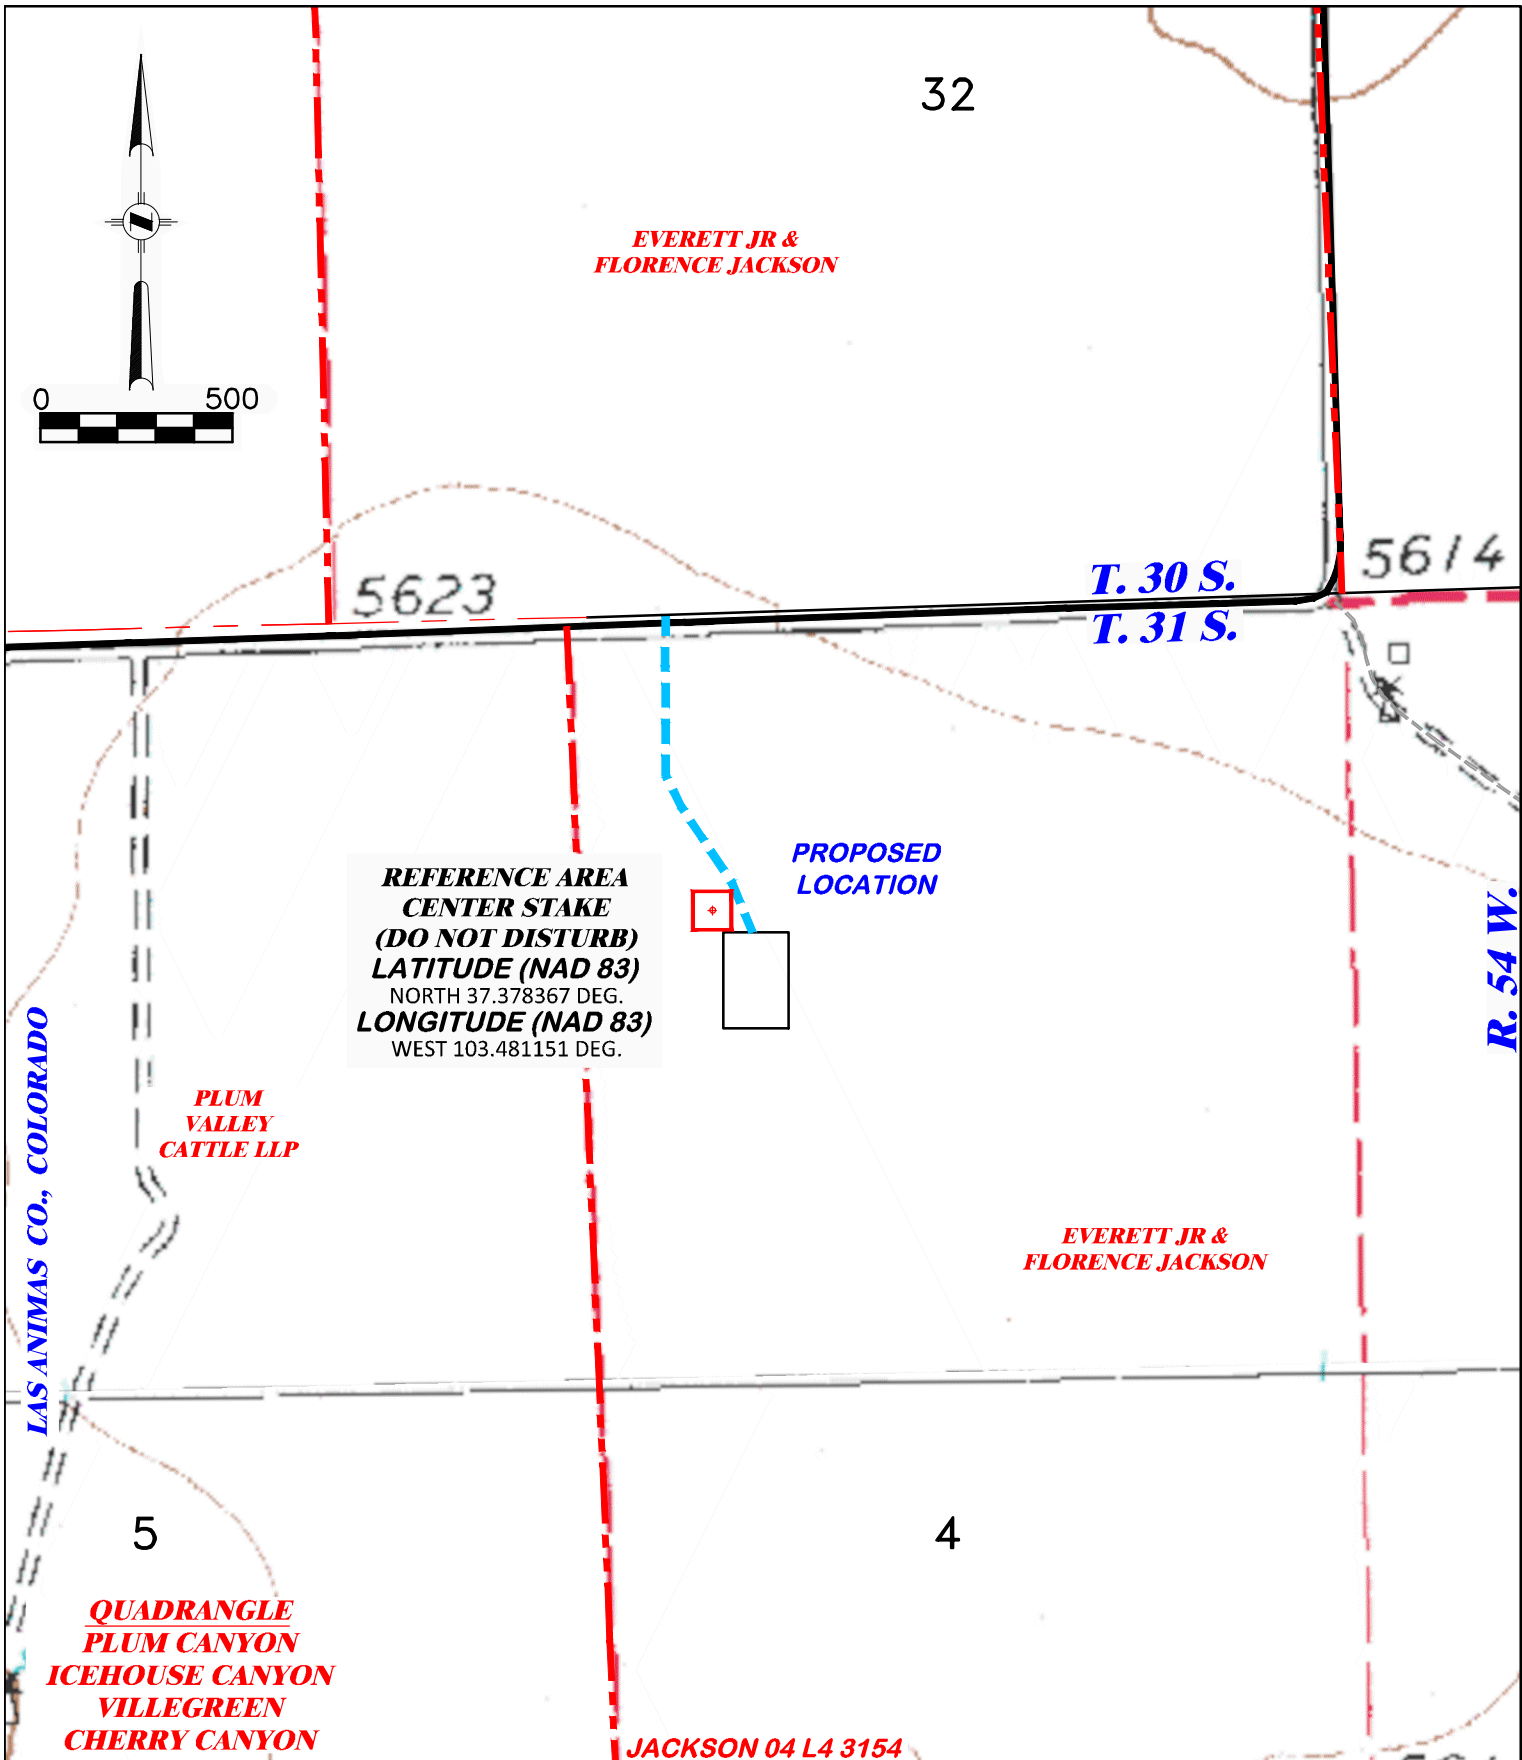 32
N
EVERETT JR &
FLORENCE JACKSON
0 500
5623
T. 30 S.
5614
T. 31 S.
PROPOSED
LOCATION
REFERENCE AREA
CENTER STAKE
(DO NOT DISTURB)
LATITUDE (NAD 83)
NORTH 37.378367 DEG.
LONGITUDE (NAD 83)
WEST 103.481151 DEG.
R. 54 W.
LAS ANIMAS CO., COLORADO
PLUM
VALLEY
CATTLE LLP
EVERETT JR &
FLORENCE JACKSON
5
4
QUADRANGLE
PLUM CANYON
ICEHOUSE CANYON
VILLEGREEN
CHERRY CANYON
JACKSON 04 L4 3154